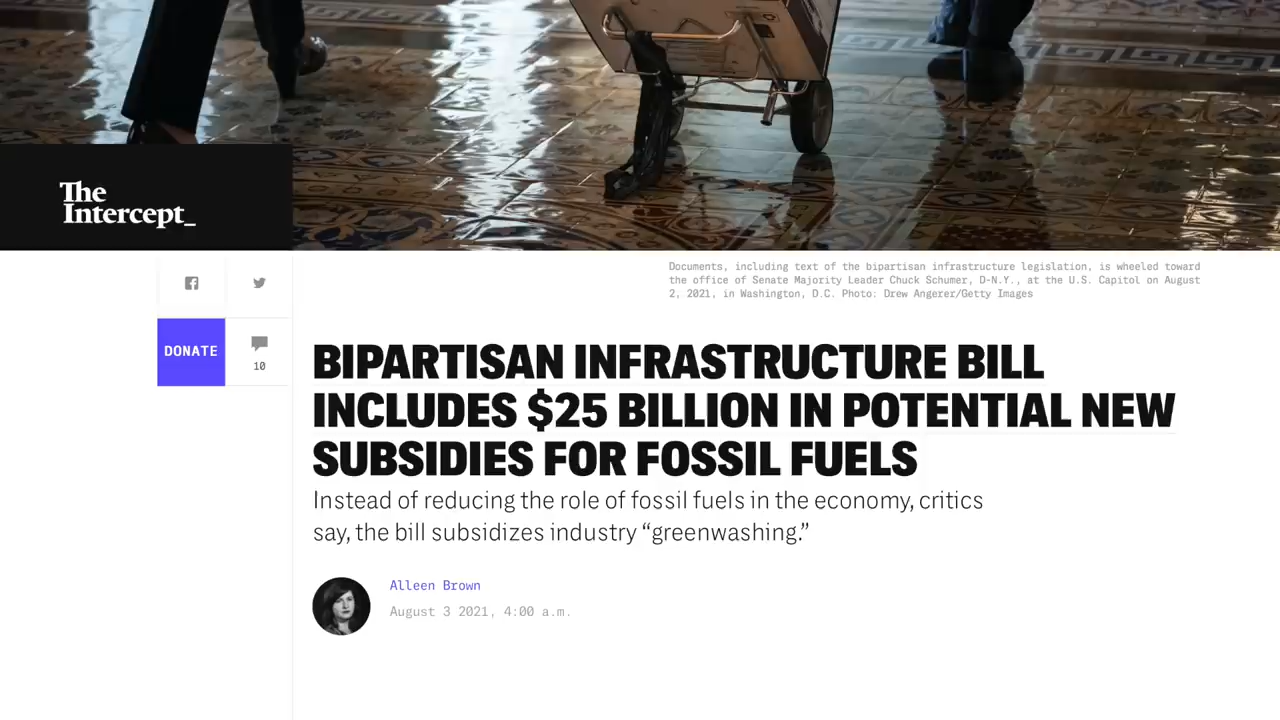 The
Intercept_
Documents, including text of the bipartisan infrastructure legislation, is wheeled toward
the office of Senate Majority Leader Chuck Schumer, D-N.Y., at the U.S. Capitol on August
2, 2021, in Washington, D.C. Photo: Drew Angerer/Getty Images
DONATE
10
BIPARTISAN INFRASTRUCTURE BILL
INCLUDES $25 BILLION IN POTENTIAL NEW
SUBSIDIES FOR FOSSIL FUELS
Instead of reducing the role of fossil fuels in the economy, critics
say, the bill subsidizes industry “greenwashing.”
Alleen Brown
August 3 2021, 4:00 a.m.